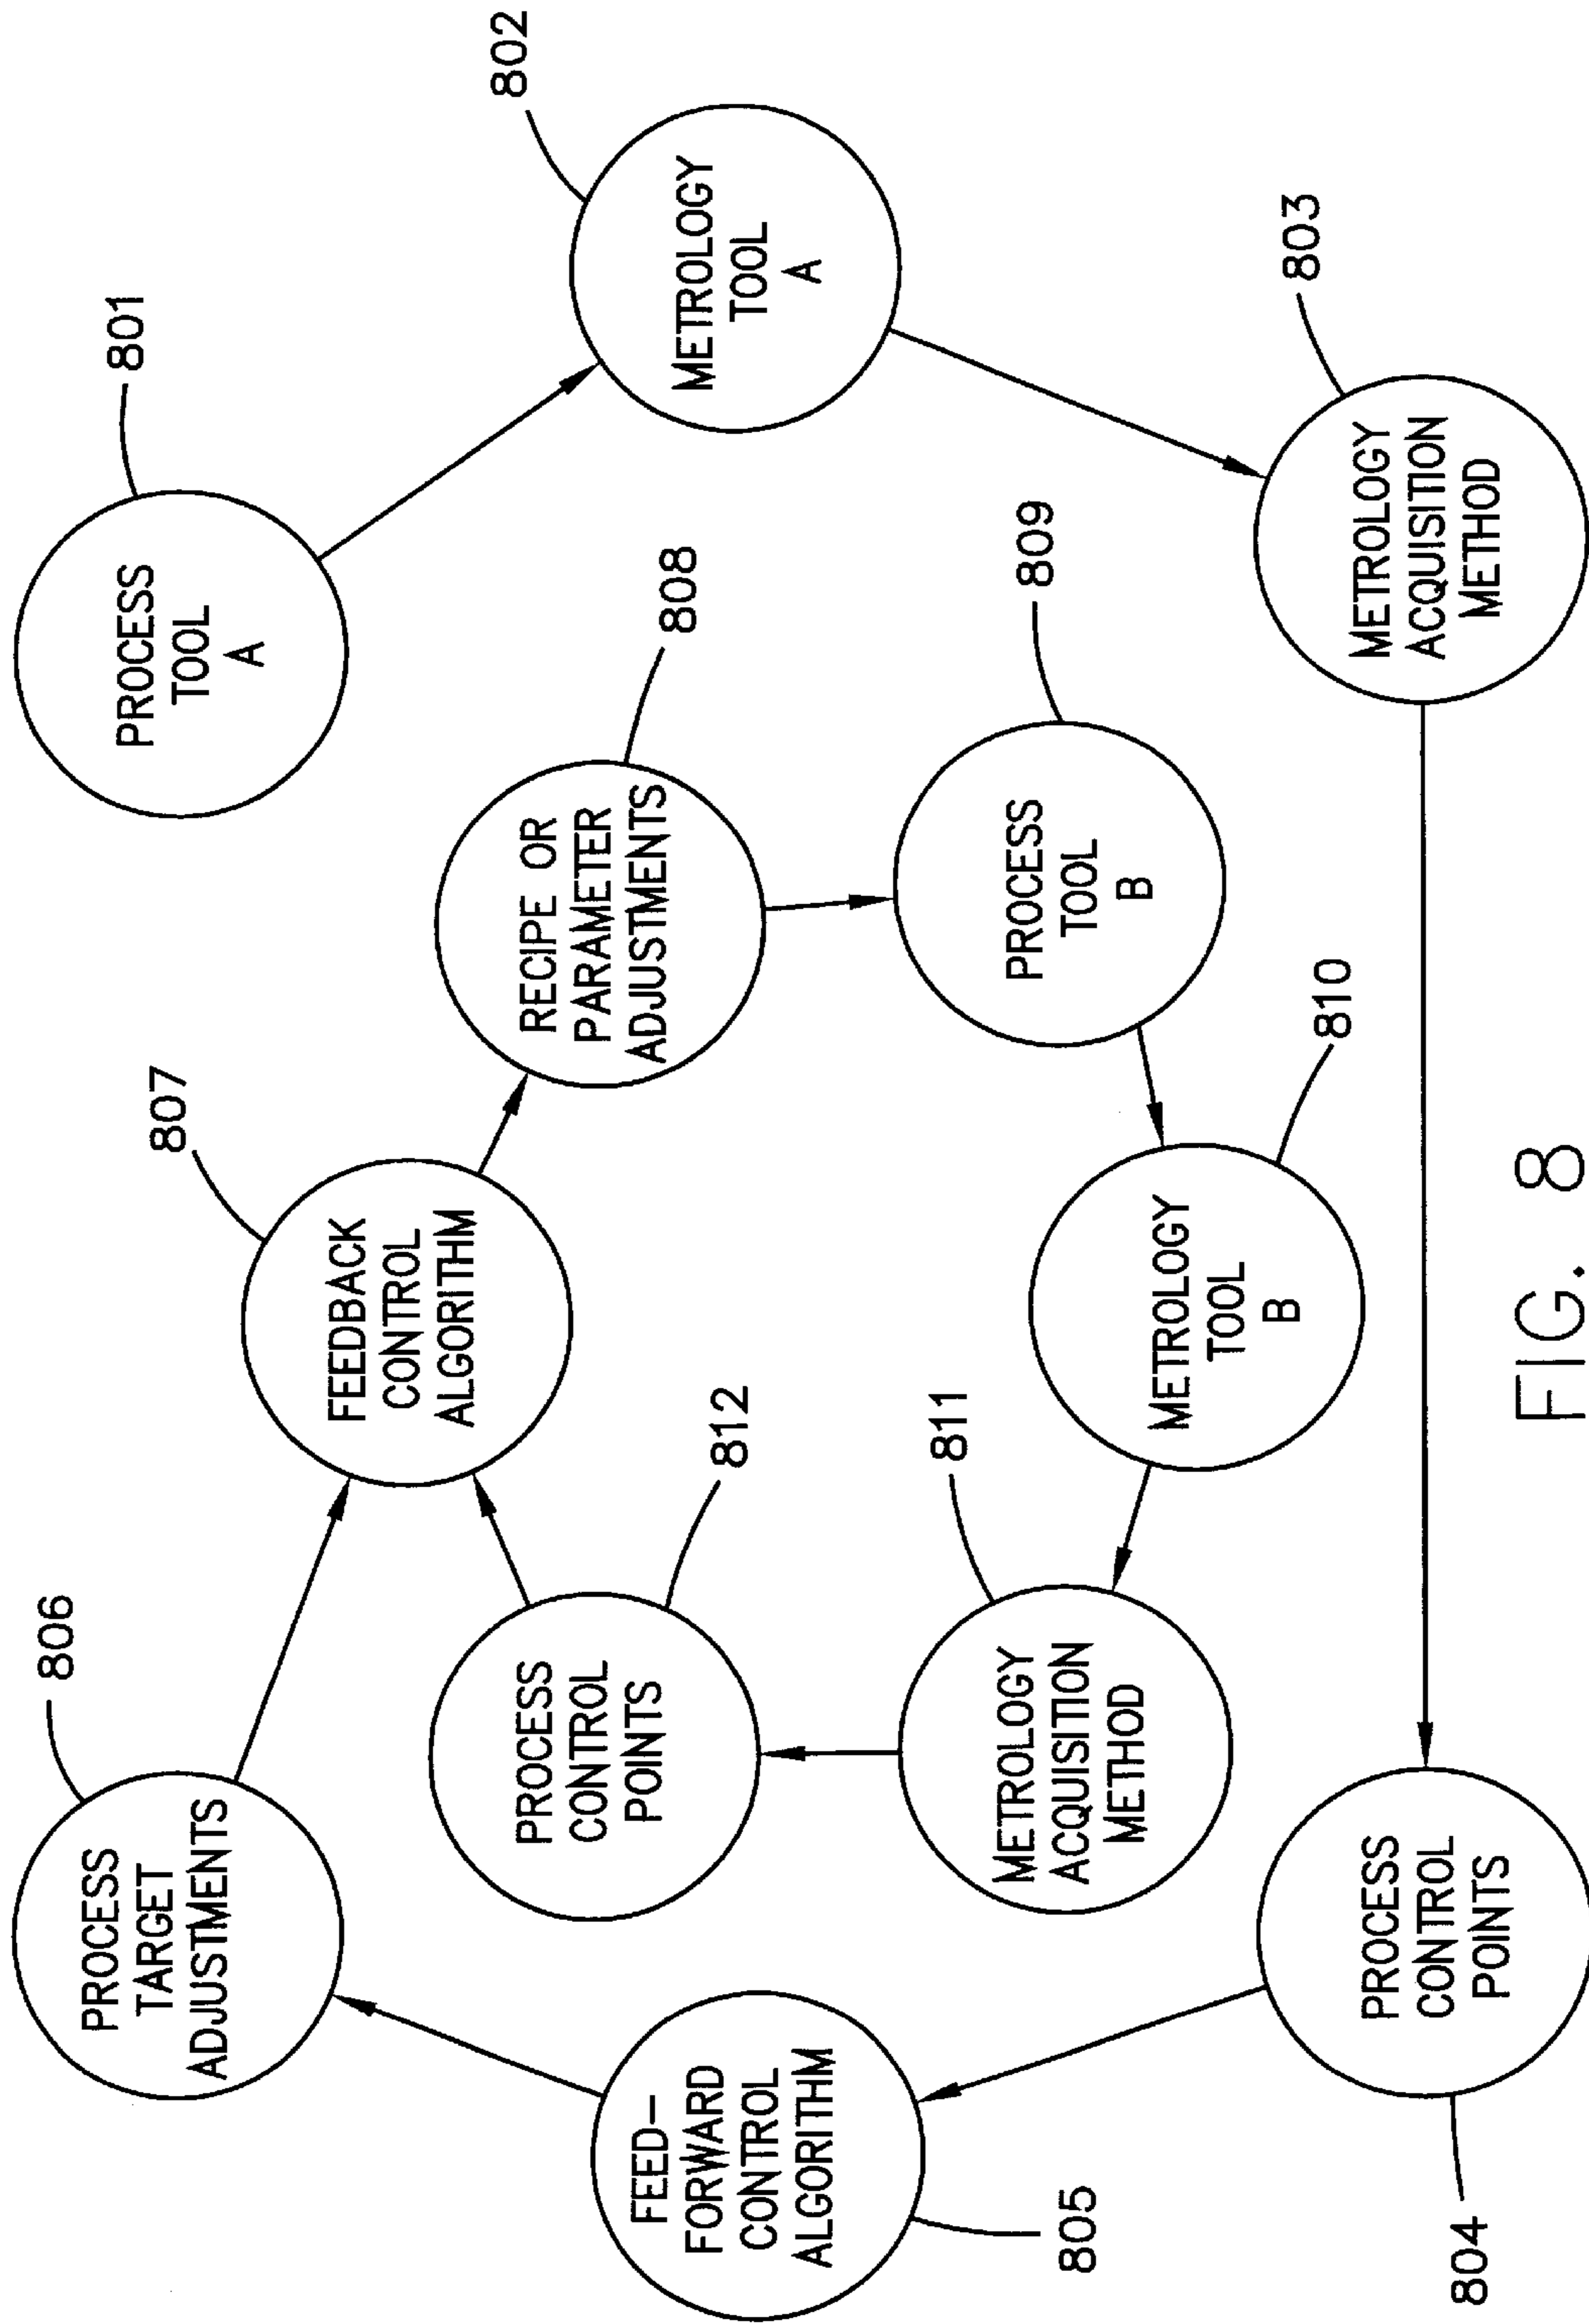 801
PROCESS
TOOL
A
802
METROLOGY
TOOL
A
803
METROLOGY
ACQUISITION
METHOD
804
PROCESS
CONTROL
POINTS
805
FEED-
FORWARD
CONTROL
ALGORITHM
806
PROCESS
TARGET
ADJUSTMENTS
807
FEEDBACK
CONTROL
ALGORITHM
808
RECIPE OR
PARAMETER
ADJUSTMENTS
809
PROCESS
TOOL
B
810
METROLOGY
TOOL
B
811
METROLOGY
ACQUISITION
METHOD
812
PROCESS
CONTROL
POINTS
FIG. 8